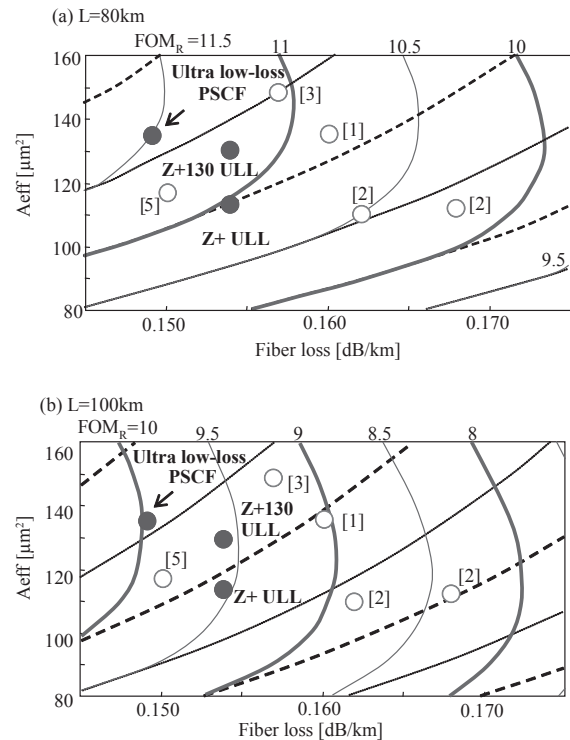 (a) L=80km
FOMR = 11.5
11
10.5
10
160
Ultra low-loss
PSCF
[3]
140
[1]
Aeff [μm²]
Z+130 ULL
120
[5]
[2]
[2]
Z+ ULL
100
9.5
80
0.150
0.160
0.170
Fiber loss [dB/km]
(b) L=100km
FOMR=10
9.5
9
8.5
8
160
Ultra low-loss
PSCF
[3]
140
Z+130
ULL
[1]
Aeff [μm²]
120
[5]
Z+ ULL
[2]
[2]
100
80
0.150
0.160
0.170
Fiber loss [dB/km]